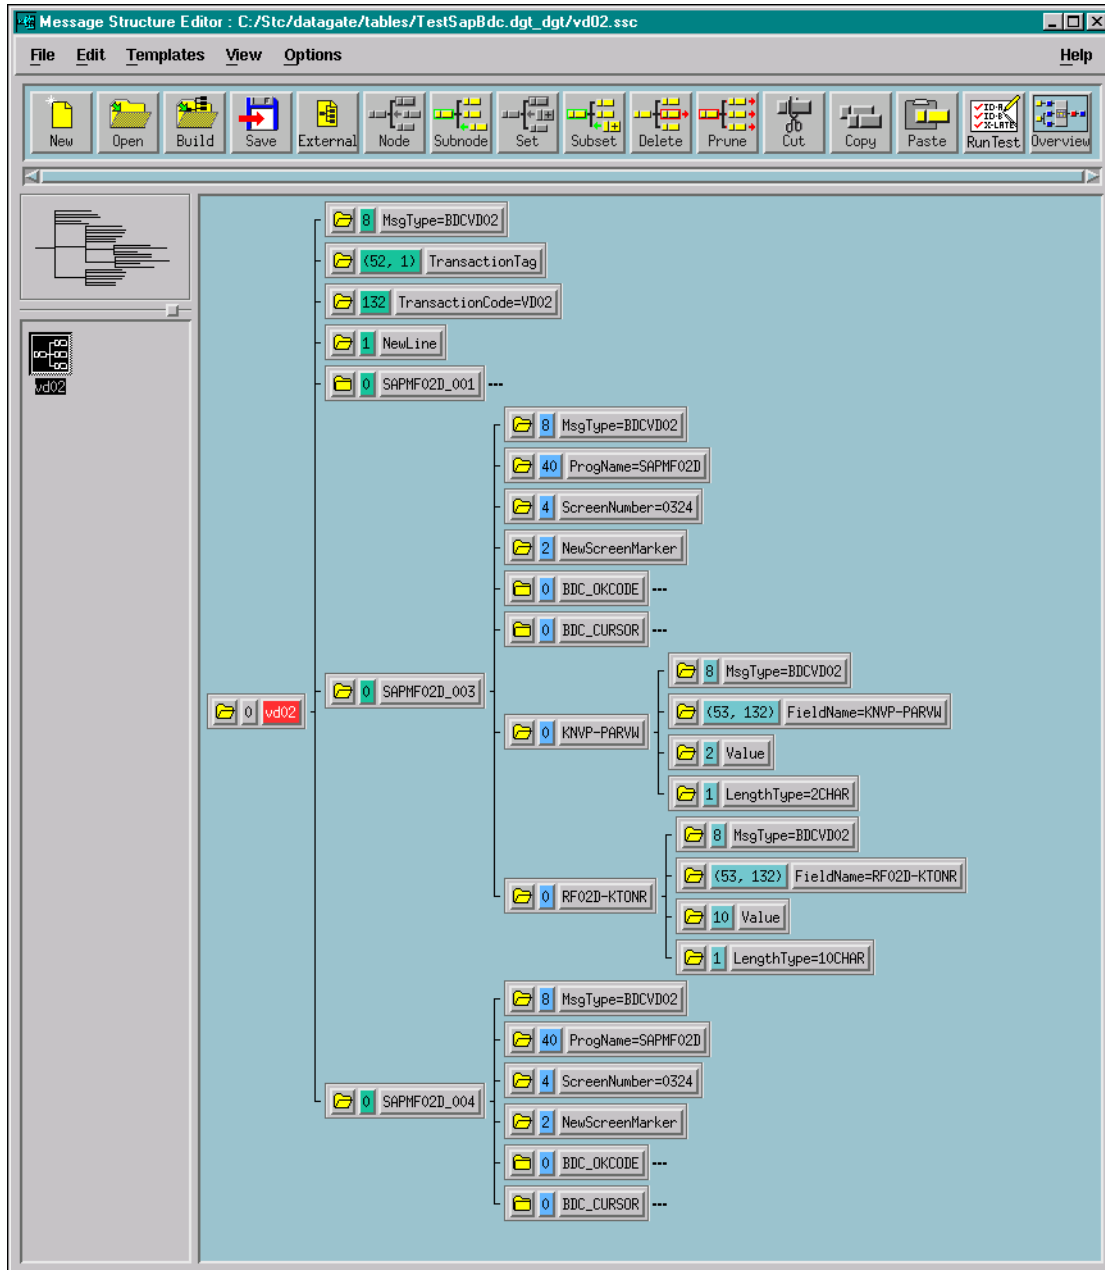 Message Structure Editor : C:/Stc/datagate/tables/TestSapBdc.dgt_dgt/vd02.ssc
File Edit Templates View Options Help
New Open Build Save External Node Subnode Set Subset Delete Prune Cut Copy Paste RunTest Overview
8 MsgType=BDCVD02
(52, 1) TransactionTag
132 TransactionCode=VD02
1 NewLine
vd02
0 SAPMF02D_001 ---
8 MsgType=BDCVD02
40 ProgName=SAPMF02D
4 ScreenNumber=0324
2 NewScreenMarker
0 BDC_OKCODE ---
0 BDC_CURSOR ---
8 MsgType=BDCVD02
0 SAPMF02D_003
0 vd02
(53, 132) FieldName=KNVP-PARVW
0 KNVP-PARVW
2 Value
1 LengthType=2CHAR
8 MsgType=BDCVD02
(53, 132) FieldName=RF02D-KTONR
0 RF02D-KTONR
10 Value
1 LengthType=10CHAR
8 MsgType=BDCVD02
40 ProgName=SAPMF02D
4 ScreenNumber=0324
0 SAPMF02D_004
2 NewScreenMarker
0 BDC_OKCODE ---
0 BDC_CURSOR ---